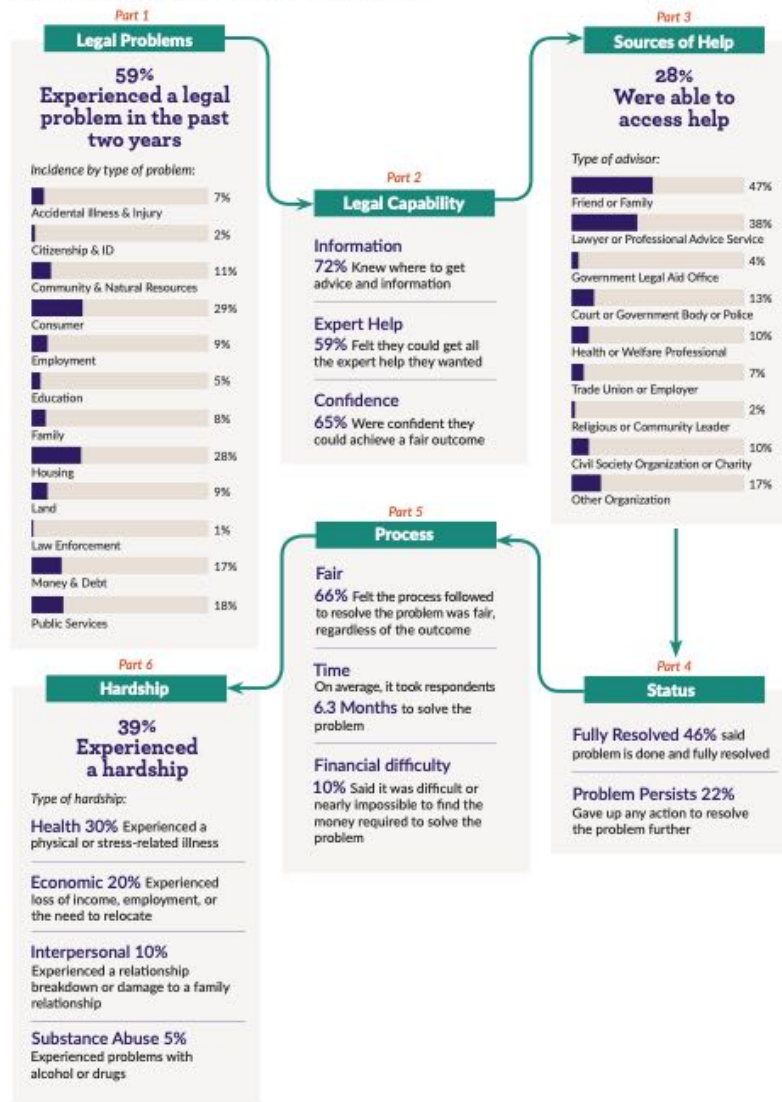 Part 1
Legal Problems
59%
Experienced a legal
problem in the past
two years
Incidence by type of problem:
7%
Accidental Illness & Injury
2%
Citizenship & ID
11%
Community & Natural Resources
29%
Consumer
9%
Employment
5%
Education
8%
Family
28%
Housing
9%
Land
1%
Law Enforcement
17%
Money & Debt
18%
Public Services
Part 2
Legal Capability
Information
72% Knew where to get
advice and information
Expert Help
59% Felt they could get all
the expert help they wanted
Confidence
65% Were confident they
could achieve a fair outcome
Part 3
Sources of Help
28%
Were able to
access help
Type of advisor:
47%
Friend or Family
38%
Lawyer or Professional Advice Service
4%
Government Legal Aid Office
13%
Court or Government Body or Police
10%
Health or Welfare Professional
7%
Trade Union or Employer
2%
Religious or Community Leader
10%
Civil Society Organization or Charity
17%
Other Organization
Part 4
Status
Fully Resolved 46% said
problem is done and fully resolved
Problem Persists 22%
Gave up any action to resolve
the problem further
Part 5
Process
Fair
66% Felt the process followed
to resolve the problem was fair,
regardless of the outcome
Time
On average, it took respondents
6.3 Months to solve the
problem
Financial difficulty
10% Said it was difficult or
nearly impossible to find the
money required to solve the
problem
Part 6
Hardship
39%
Experienced
a hardship
Type of hardship:
Health 30% Experienced a
physical or stress-related illness
Economic 20% Experienced
loss of income, employment, or
the need to relocate
Interpersonal 10%
Experienced a relationship
breakdown or damage to a family
relationship
Substance Abuse 5%
Experienced problems with
alcohol or drugs